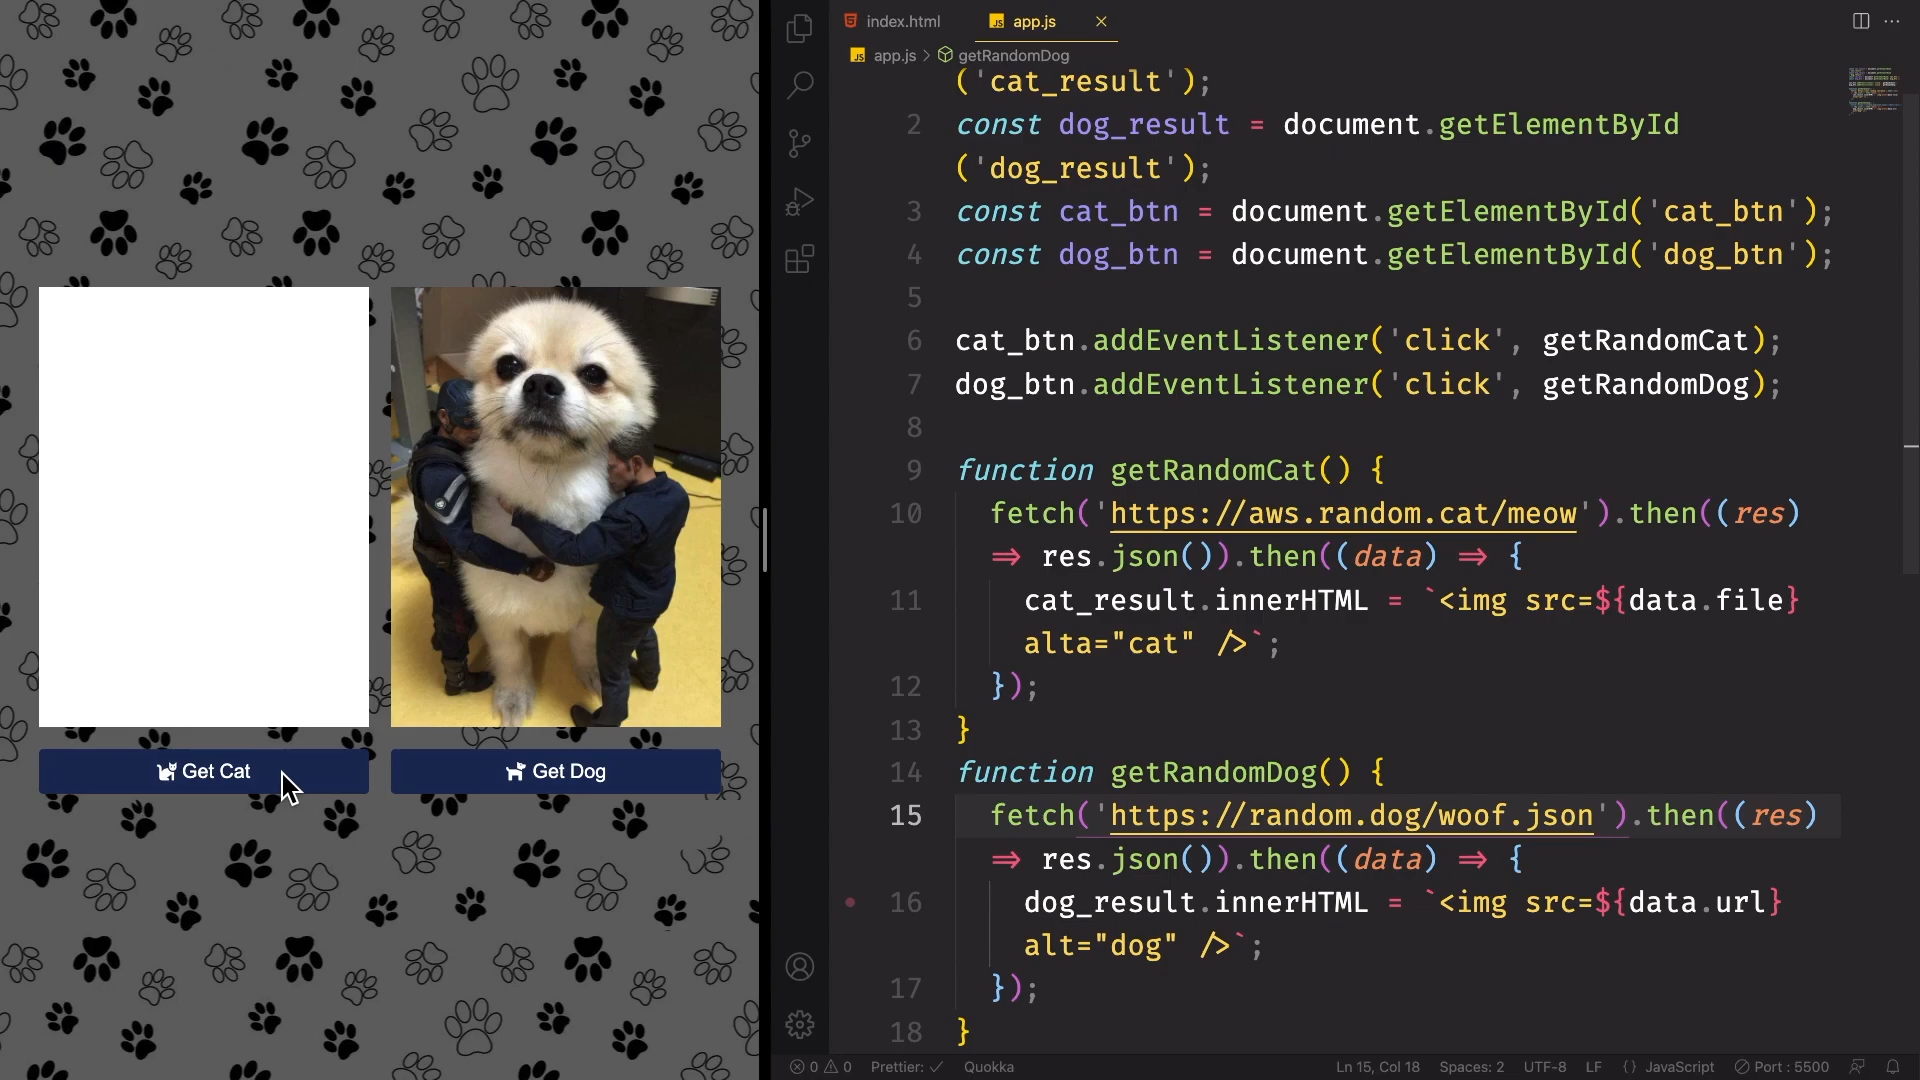 index.html
app.js
app.js > getRandomDog
('cat_result');
2 const dog_result = document.getElementById
('dog_result');
3 const cat_btn = document.getElementById('cat_btn');
4 const dog_btn = document.getElementById('dog_btn');
5
6 cat_btn.addEventListener('click', getRandomCat);
7 dog_btn.addEventListener('click', getRandomDog);
8
9 function getRandomCat() {
10 fetch('https://aws.random.cat/meow').then((res)
=> res.json()).then((data) => {
11 cat_result.innerHTML = `<img src=${data.file}
alta="cat" />`;
12 });
13 }
14 function getRandomDog() {
15 fetch('https://random.dog/woof.json').then((res)
=> res.json()).then((data) => {
16 dog_result.innerHTML = `<img src=${data.url}
alt="dog" />`;
17 });
18 }
Get Cat
Get Dog
0 0 Prettier: ✓ Quokka Ln 15, Col 18 Spaces: 2 UTF-8 LF {} JavaScript Port : 5500